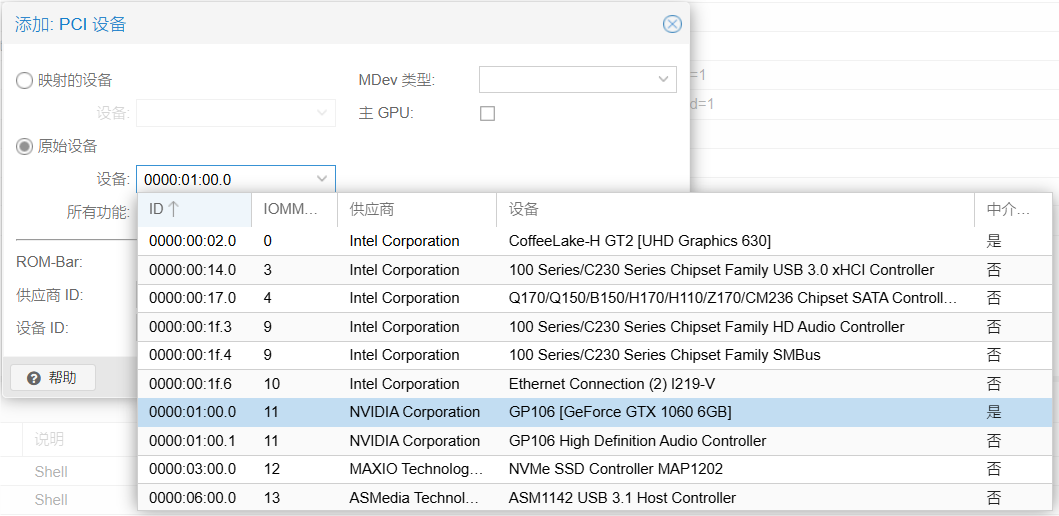 添加: PCI 设备
映射的设备
MDev 类型:
=1
设备:
主 GPU:
d=1
原始设备
设备: 0000:01:00.0
所有功能:
ID IOMM... 供应商 设备 中介...
0000:00:02.0 0 Intel Corporation CoffeeLake-H GT2 [UHD Graphics 630] 是
0000:00:14.0 3 Intel Corporation 100 Series/C230 Series Chipset Family USB 3.0 xHCI Controller 否
0000:00:17.0 4 Intel Corporation Q170/Q150/B150/H170/H110/Z170/CM236 Chipset SATA Controll... 否
0000:00:1f.3 9 Intel Corporation 100 Series/C230 Series Chipset Family HD Audio Controller 否
0000:00:1f.4 9 Intel Corporation 100 Series/C230 Series Chipset Family SMBus 否
0000:00:1f.6 10 Intel Corporation Ethernet Connection (2) I219-V 否
0000:01:00.0 11 NVIDIA Corporation GP106 [GeForce GTX 1060 6GB] 是
0000:01:00.1 11 NVIDIA Corporation GP106 High Definition Audio Controller 否
0000:03:00.0 12 MAXIO Technolog... NVMe SSD Controller MAP1202 否
0000:06:00.0 13 ASMedia Technol... ASM1142 USB 3.1 Host Controller 否
ROM-Bar:
供应商 ID:
设备 ID:
帮助
说明
Shell
Shell